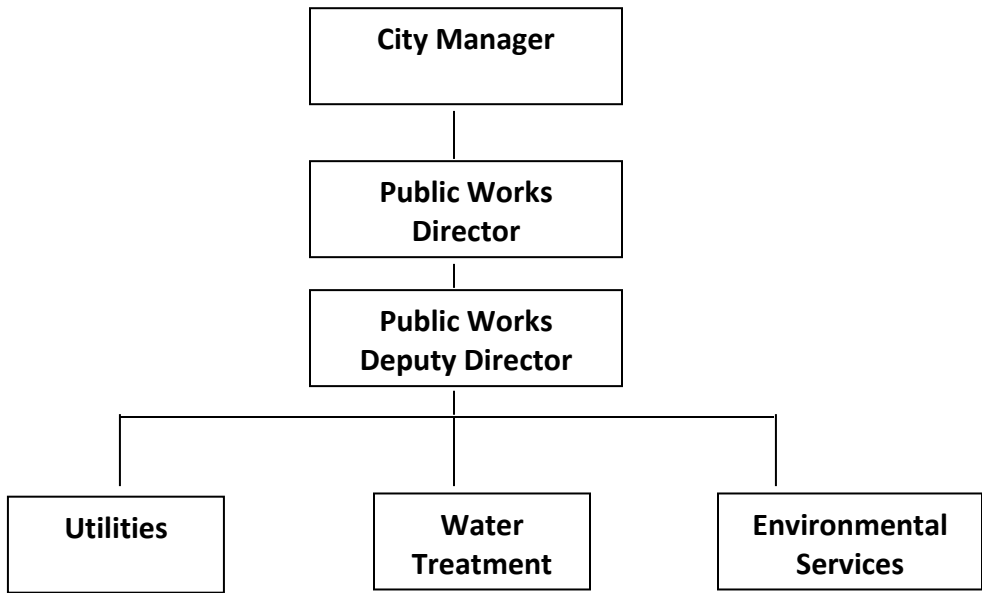 City Manager
Public Works
Director
Public Works
Deputy Director
Utilities
Water
Treatment
Environmental
Services